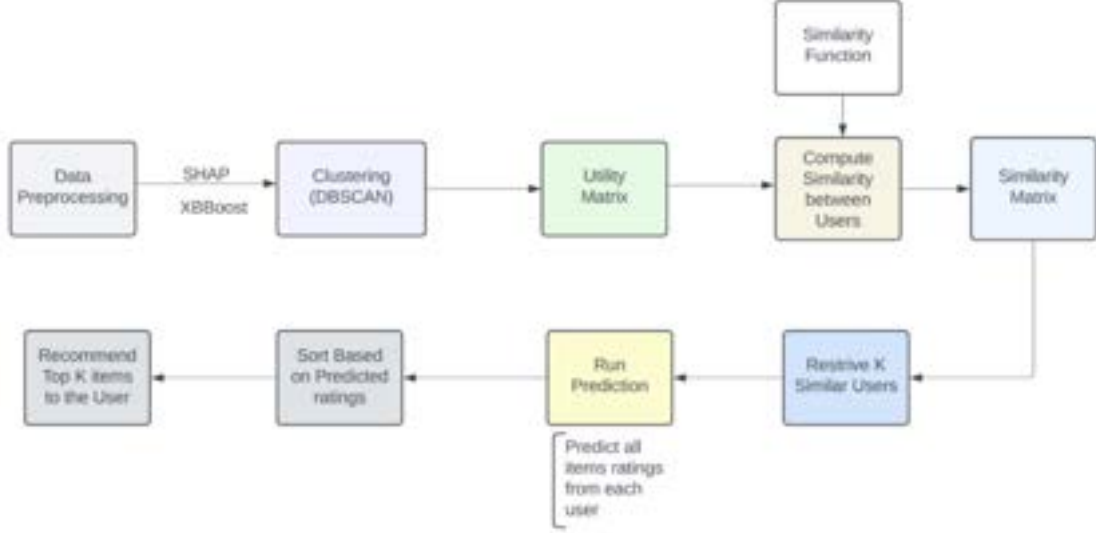 Similarity
Function
Data
Preprocessing
SHAP
XBBoost
Clustering
(DBSCAN)
Utility
Matrix
Compute
Similarity
between
Users
Similarity
Matrix
Recommend
Top K items
to the User
Sort Based
on Predicted
ratings
Run
Prediction
Restrive K
Similar Users
Predict all
items ratings
from each
user